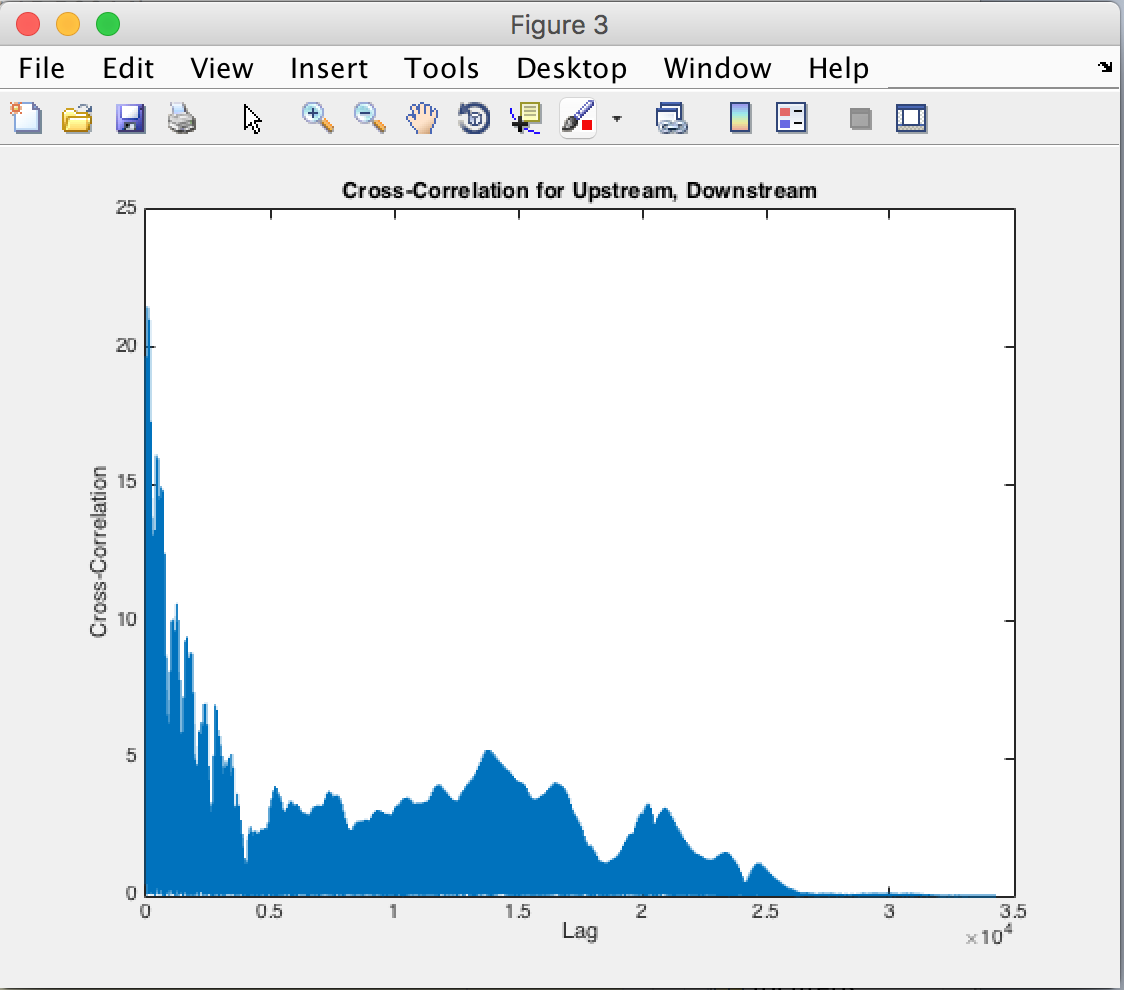 Figure 3
File Edit View Insert Tools Desktop Window Help
Cross-Correlation for Upstream, Downstream
25
20
15
10
5
0
Cross-Correlation
0 0.5 1 1.5 2 2.5 3 3.5
Lag
×10^4